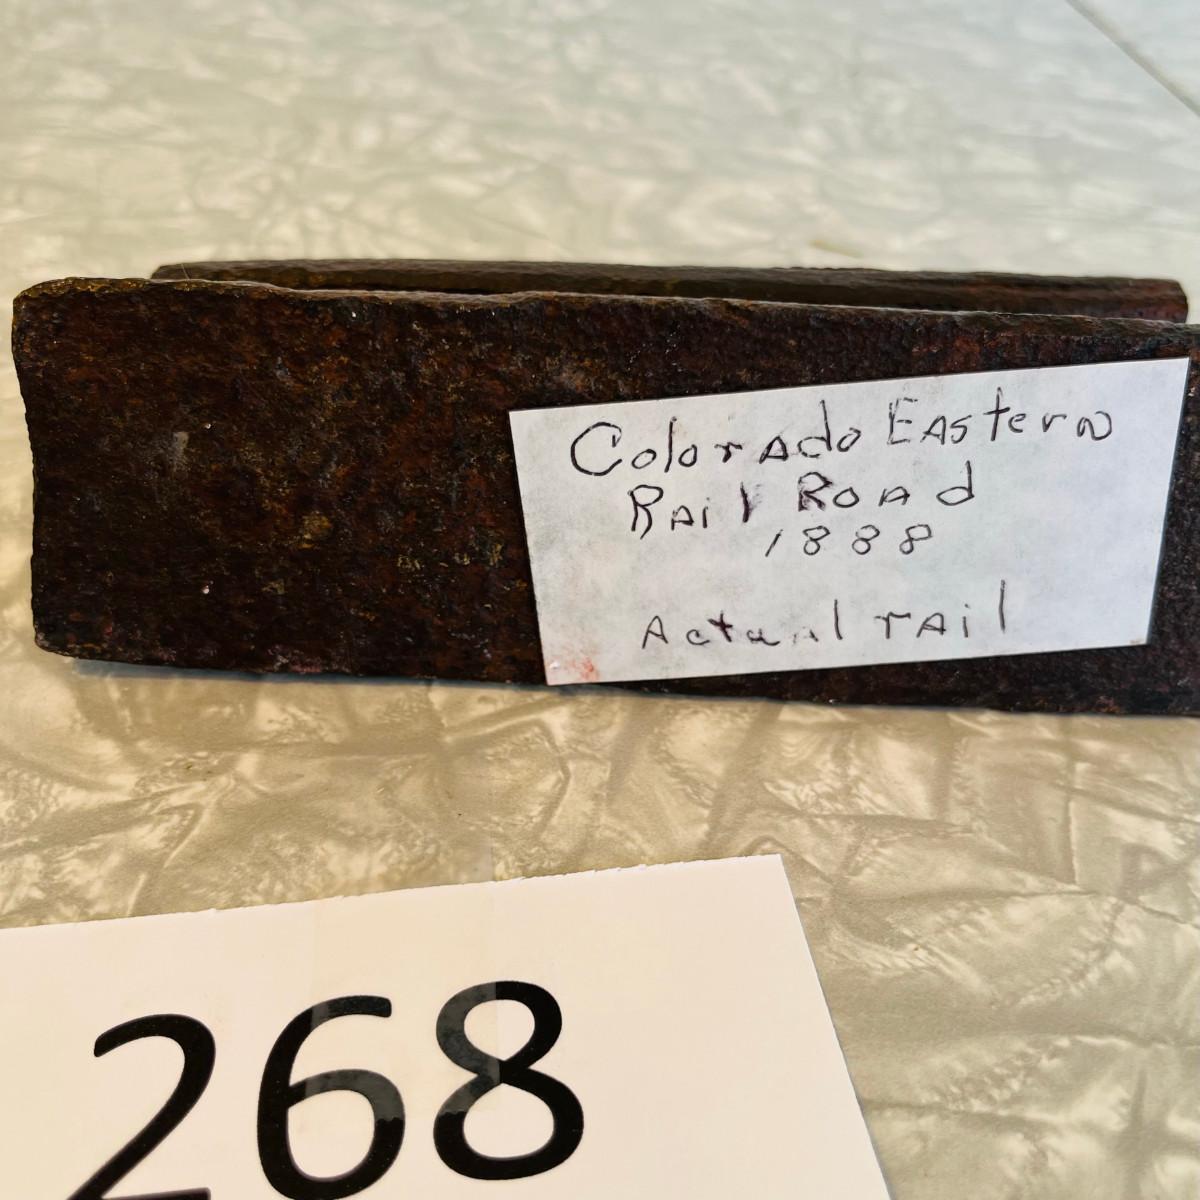 Colorado Eastern
Rail Road
1888
Actual rail
268